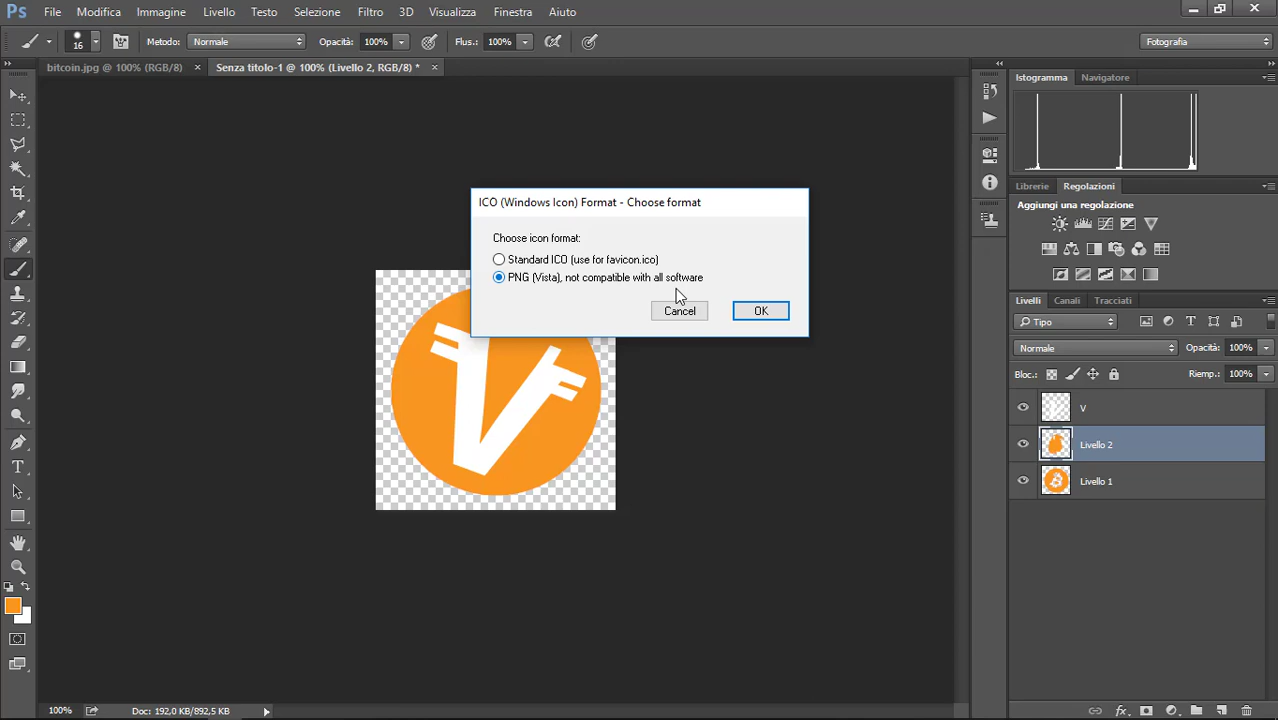 Ps File Modifica Immagine Livello Testo Selezione Filtro 3D Visualizza Finestra Aiuto
16 Metodo: Normale Opacità: 100% Flus.: 100% Fotografia
bitcoin.jpg @ 100% (RGB/8) × Senza titolo-1 @ 100% (Livello 2, RGB/8) * ×
Istogramma Navigatore
Librerie Regolazioni
Aggiungi una regolazione
ICO (Windows Icon) Format - Choose format
Choose icon format:
Standard ICO (use for favicon.ico)
PNG (Vista), not compatible with all software
Cancel OK
Livelli Canali Tracciati
Tipo
Normale Opacità: 100%
Bloc.: Riemp.: 100%
V
Livello 2
Livello 1
100% Doc: 192,0 KB/892,5 KB